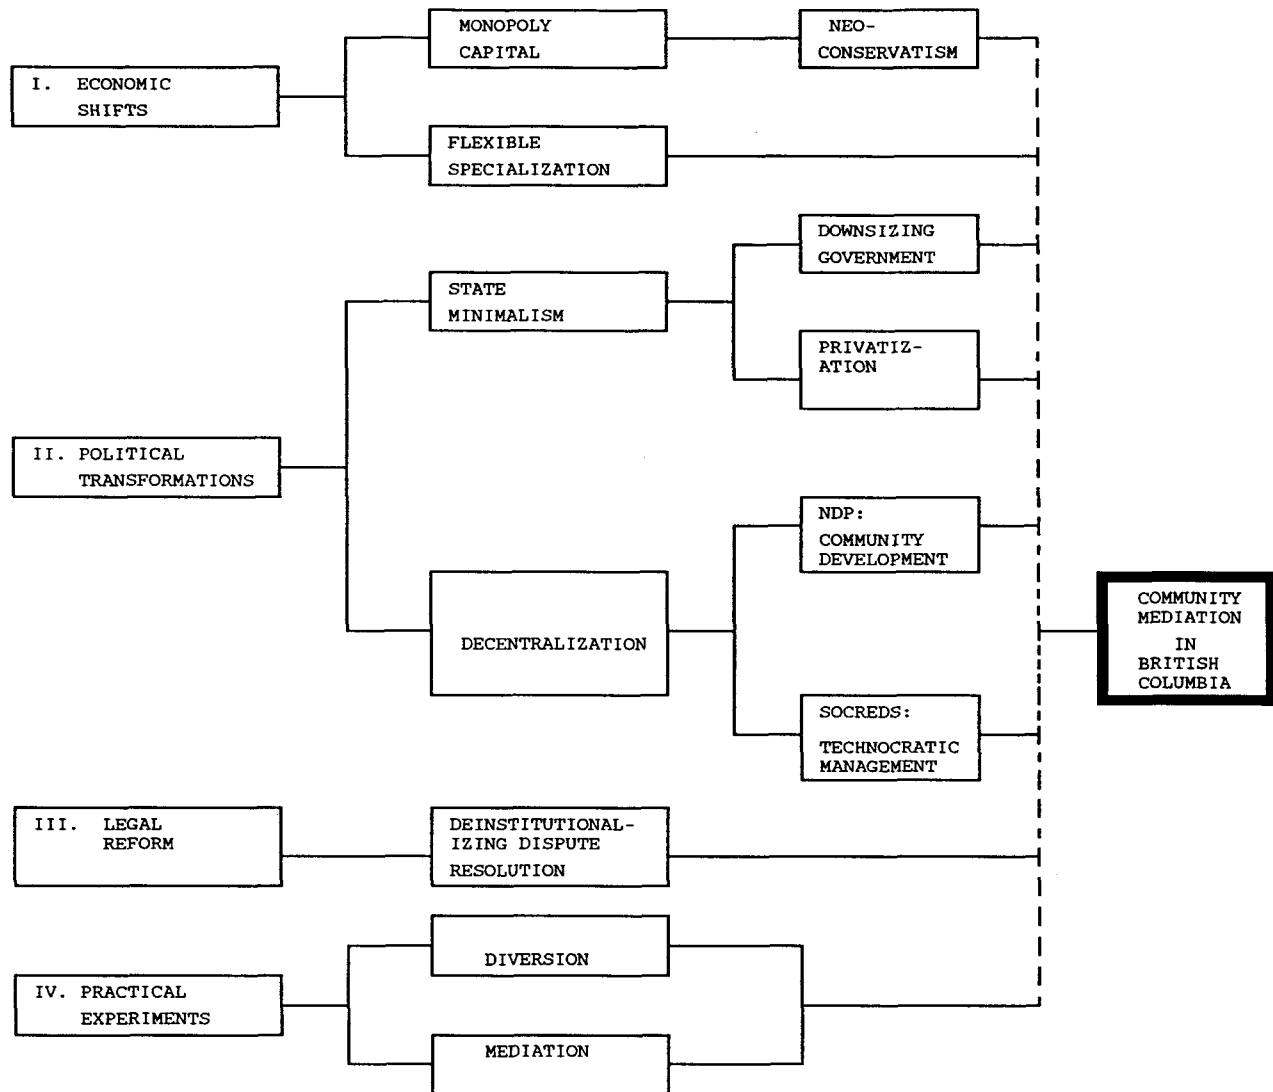 I. ECONOMIC
SHIFTS
MONOPOLY
CAPITAL
NEO-
CONSERVATISM
FLEXIBLE
SPECIALIZATION
II. POLITICAL
TRANSFORMATIONS
STATE
MINIMALISM
DOWNSIZING
GOVERNMENT
PRIVATIZ-
ATION
DECENTRALIZATION
NDP:
COMMUNITY
DEVELOPMENT
SOCREDS:
TECHNOCRATIC
MANAGEMENT
III. LEGAL
REFORM
DEINSTITUTIONAL-
IZING DISPUTE
RESOLUTION
IV. PRACTICAL
EXPERIMENTS
DIVERSION
MEDIATION
COMMUNITY
MEDIATION
IN
BRITISH
COLUMBIA